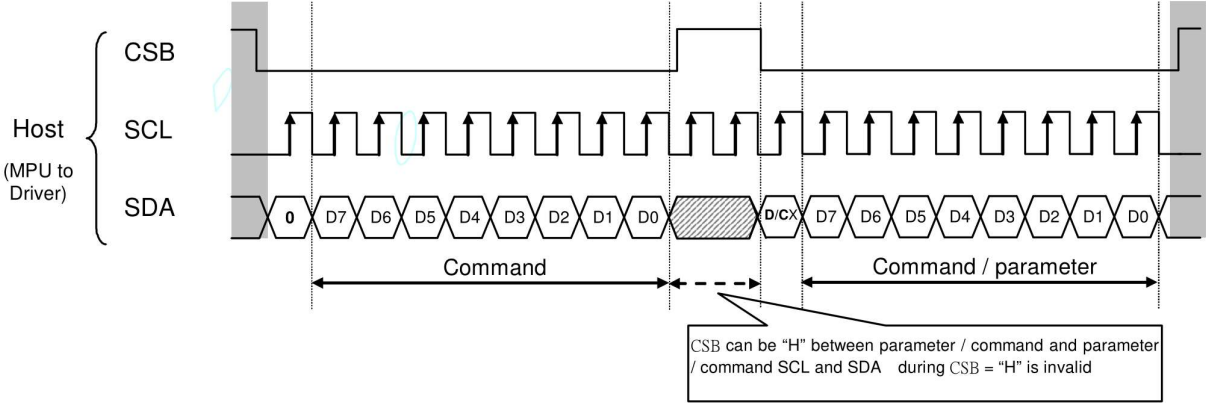 CSB
Host
(MPU to
Driver)
SCL
SDA
0 D7 D6 D5 D4 D3 D2 D1 D0 D/CX D7 D6 D5 D4 D3 D2 D1 D0
Command
Command / parameter
CSB can be “H” between parameter / command and parameter
/ command SCL and SDA during CSB = “H” is invalid